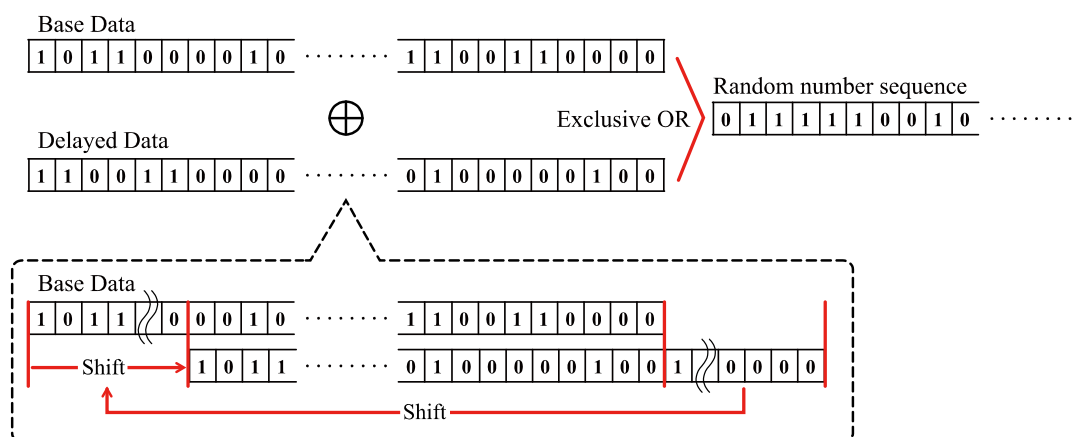 Base Data
1 0 1 1 0 0 0 0 1 0 ········ 1 1 0 0 1 1 0 0 0 0
Random number sequence
Exclusive OR
0 1 1 1 1 1 0 0 1 0 ········
Delayed Data
1 1 0 0 1 1 0 0 0 0 ········ 0 1 0 0 0 0 0 1 0 0
Base Data
1 0 1 1 0 0 0 1 0 ········ 1 1 0 0 1 1 0 0 0 0
Shift
1 0 1 1 ········ 0 1 0 0 0 0 0 1 0 0 1 0 0 0 0
Shift